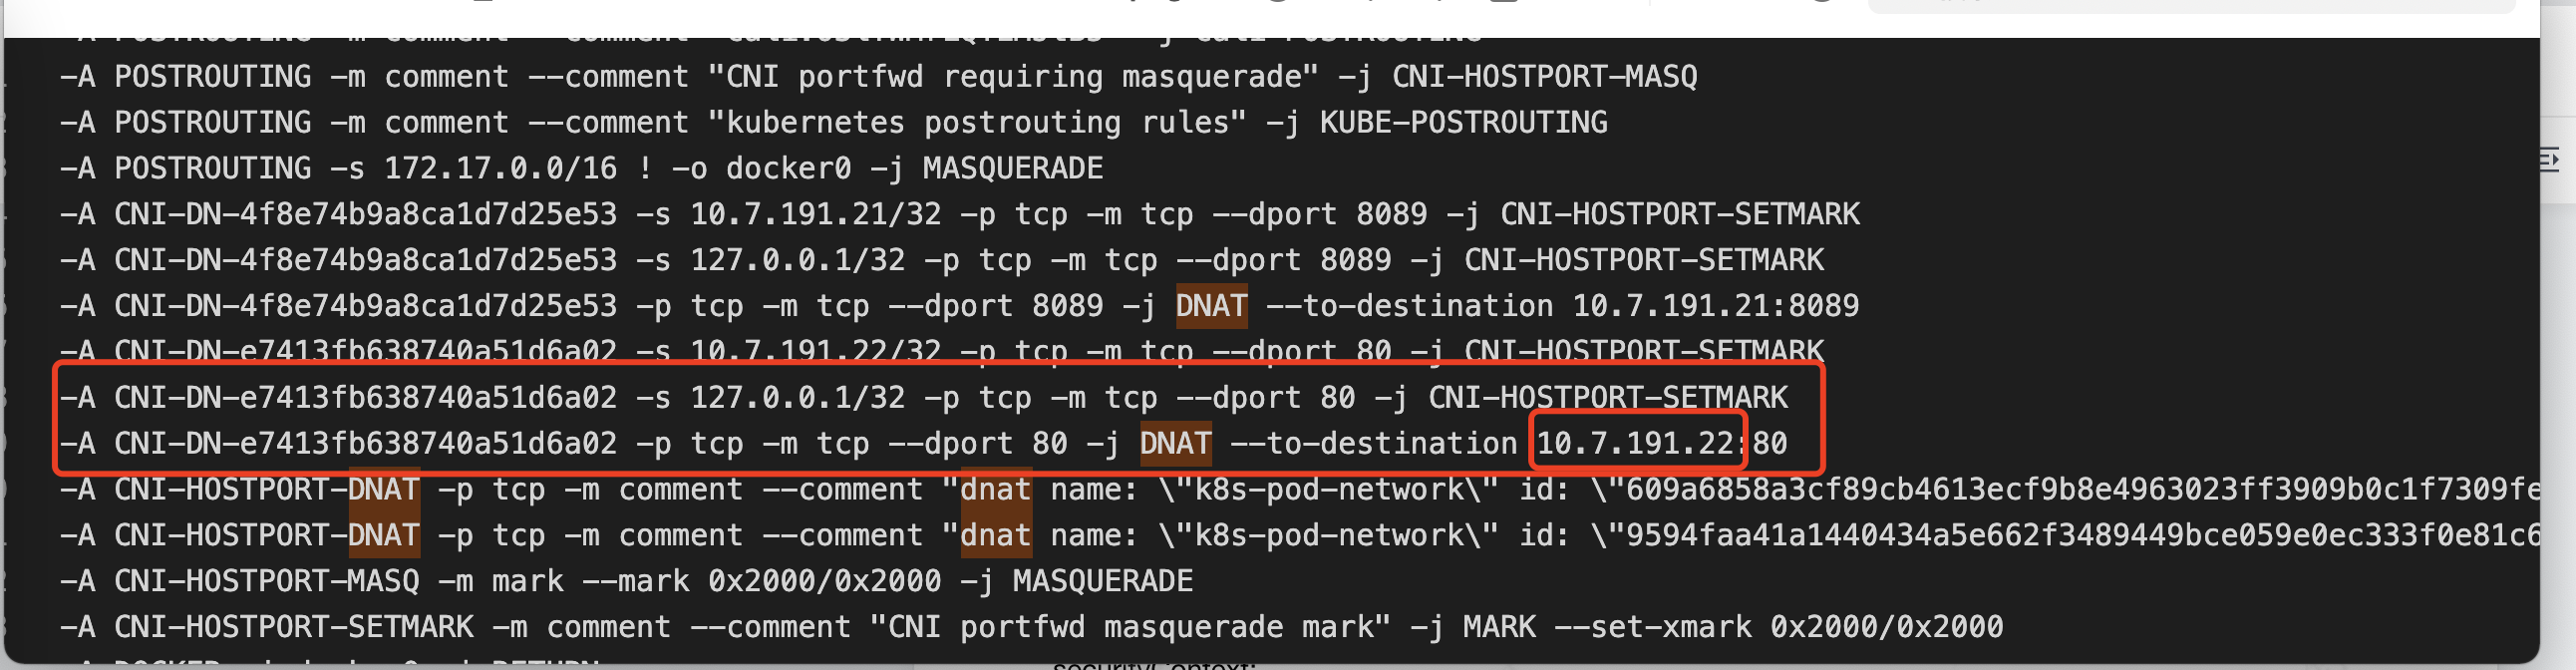 -A POSTROUTING -m comment --comment
-A POSTROUTING -m comment --comment "CNI portfwd requiring masquerade" -j CNI-HOSTPORT-MASQ
-A POSTROUTING -m comment --comment "kubernetes postrouting rules" -j KUBE-POSTROUTING
-A POSTROUTING -s 172.17.0.0/16 ! -o docker0 -j MASQUERADE
-A CNI-DN-4f8e74b9a8ca1d7d25e53 -s 10.7.191.21/32 -p tcp -m tcp --dport 8089 -j CNI-HOSTPORT-SETMARK
-A CNI-DN-4f8e74b9a8ca1d7d25e53 -s 127.0.0.1/32 -p tcp -m tcp --dport 8089 -j CNI-HOSTPORT-SETMARK
-A CNI-DN-4f8e74b9a8ca1d7d25e53 -p tcp -m tcp --dport 8089 -j DNAT --to-destination 10.7.191.21:8089
-A CNI-DN-e7413fb638740a51d6a02 -s 10.7.191.22/32 -p tcp -m tcp --dport 80 -j CNI-HOSTPORT-SETMARK
-A CNI-DN-e7413fb638740a51d6a02 -s 127.0.0.1/32 -p tcp -m tcp --dport 80 -j CNI-HOSTPORT-SETMARK
-A CNI-DN-e7413fb638740a51d6a02 -p tcp -m tcp --dport 80 -j DNAT --to-destination 10.7.191.22:80
-A CNI-HOSTPORT-DNAT -p tcp -m comment --comment "dnat name: \"k8s-pod-network\" id: \"609a6858a3cf89cb4613ecf9b8e4963023ff3909b0c1f7309fe
-A CNI-HOSTPORT-DNAT -p tcp -m comment --comment "dnat name: \"k8s-pod-network\" id: \"9594faa41a1440434a5e662f3489449bce059e0ec333f0e81c6
-A CNI-HOSTPORT-MASQ -m mark --mark 0x2000/0x2000 -j MASQUERADE
-A CNI-HOSTPORT-SETMARK -m comment --comment "CNI portfwd masquerade mark" -j MARK --set-xmark 0x2000/0x2000
-A DOCKER -i docker0 -j RETURN
securityContext: